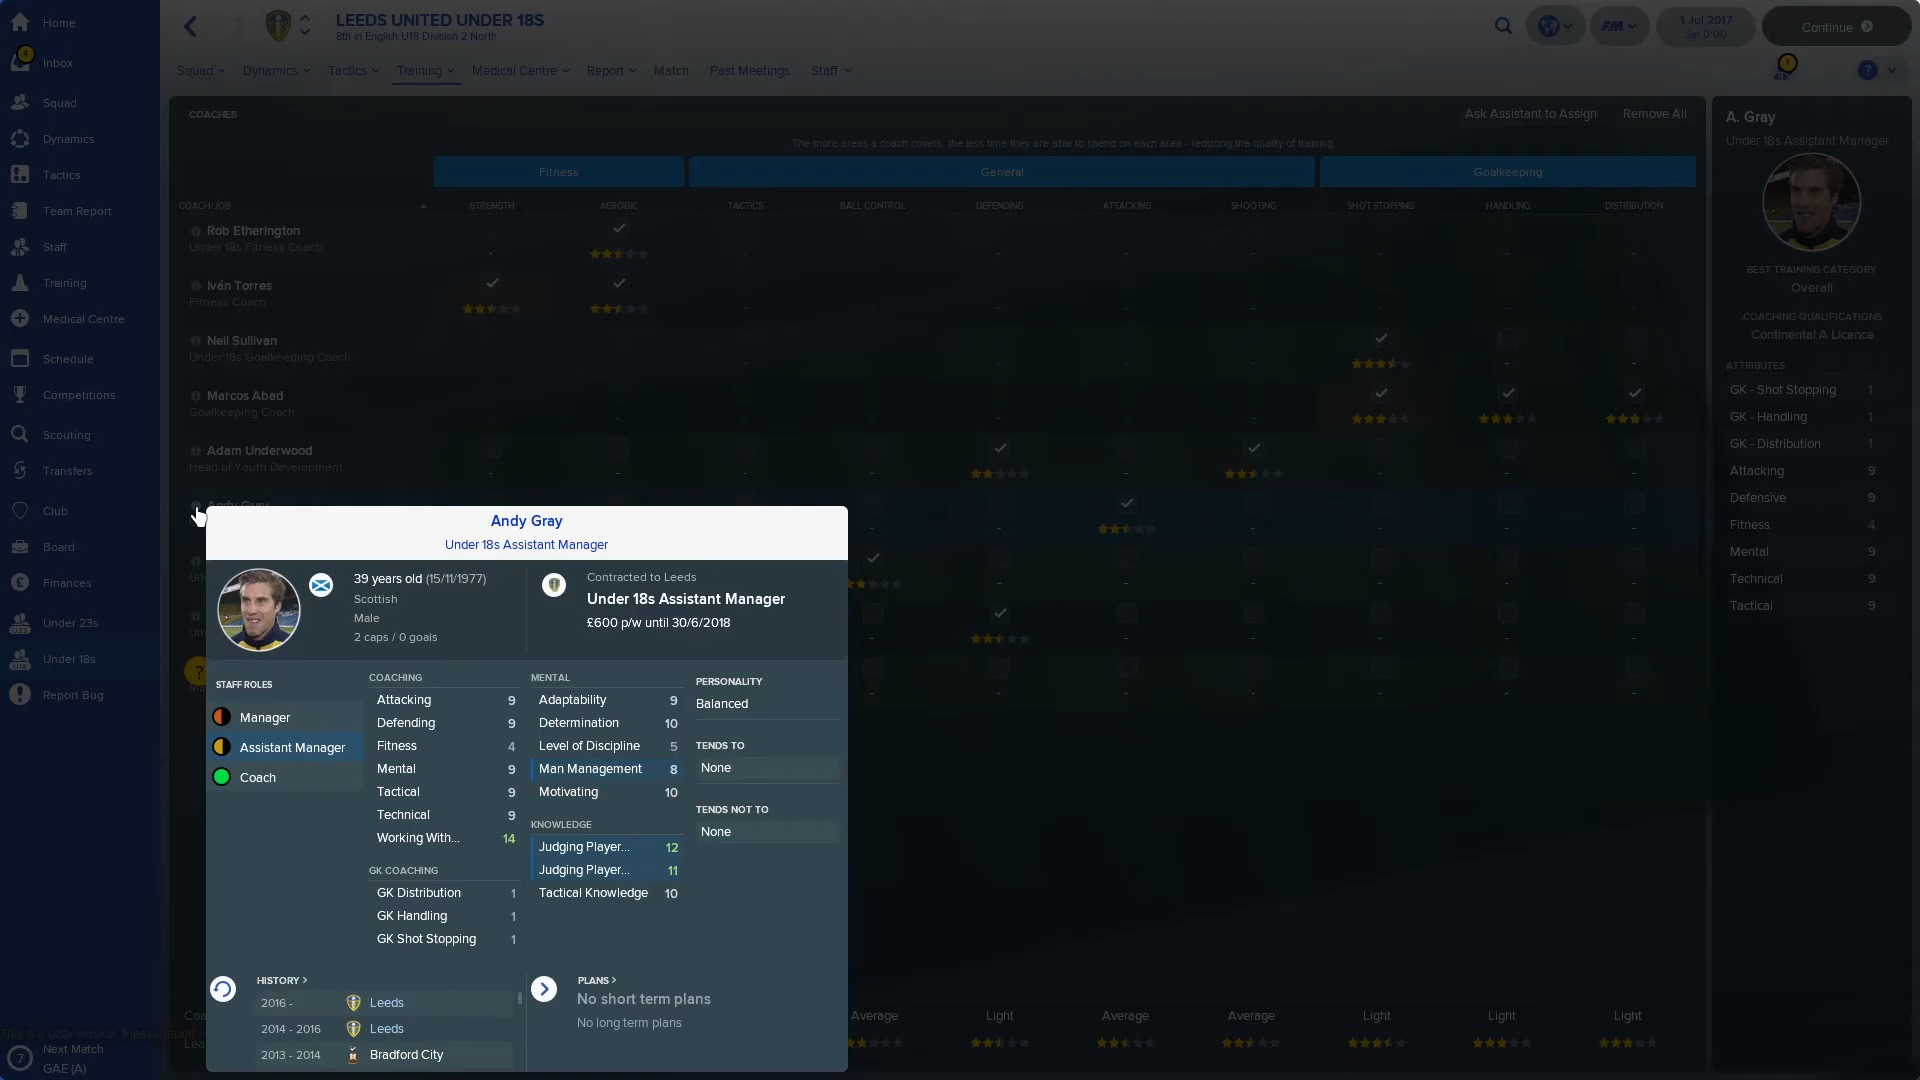 Home
4
Inbox
Squad
Dynamics
Tactics
Team Report
Staff
Training
Medical Centre
Schedule
Competitions
Scouting
Transfers
Club
Board
Finances
Under 23s
Under 18s
Report Bug
7
Next Match
GAE (A)
LEEDS UNITED UNDER 18S
8th in English U18 Division 2 North
FM
1 Jul 2017
Sat 0:00
Continue
Squad
Dynamics
Tactics
Training
Medical Centre
Report
Match
Past Meetings
Staff
1
?
COACHES
Ask Assistant to Assign
Remove All
The more areas a coach covers, the less time they are able to spend on each area - reducing the quality of training.
Fitness
General
Goalkeeping
COACH/JOB
STRENGTH
AEROBIC
TACTICS
BALL CONTROL
DEFENDING
ATTACKING
SHOOTING
SHOT STOPPING
HANDLING
DISTRIBUTION
Rob Etherington
Under 18s Fitness Coach
Iván Torres
Fitness Coach
Neil Sullivan
Under 18s Goalkeeping Coach
Marcos Abad
Goalkeeping Coach
Adam Underwood
Head of Youth Development
Andy Gray
Andy Gray
Under 18s Assistant Manager
39 years old (15/11/1977)
Scottish
Male
2 caps / 0 goals
Contracted to Leeds
Under 18s Assistant Manager
£600 p/w until 30/6/2018
STAFF ROLES
Manager
Assistant Manager
Coach
COACHING
Attacking 9
Defending 9
Fitness 4
Mental 9
Tactical 9
Technical 9
Working With... 14
GK COACHING
GK Distribution 1
GK Handling 1
GK Shot Stopping 1
MENTAL
Adaptability 9
Determination 10
Level of Discipline 5
Man Management 8
Motivating 10
KNOWLEDGE
Judging Player... 12
Judging Player... 11
Tactical Knowledge 10
PERSONALITY
Balanced
TENDS TO
None
TENDS NOT TO
None
HISTORY >
2016 - Leeds
2014 - 2016 Leeds
2013 - 2014 Bradford City
PLANS >
No short term plans
No long term plans
Average
Light
Average
Average
Light
Light
Light
A. Gray
Under 18s Assistant Manager
BEST TRAINING CATEGORY
Overall
COACHING QUALIFICATIONS
Continental A Licence
ATTRIBUTES
GK - Shot Stopping 1
GK - Handling 1
GK - Distribution 1
Attacking 9
Defensive 9
Fitness 4
Mental 9
Technical 9
Tactical 9